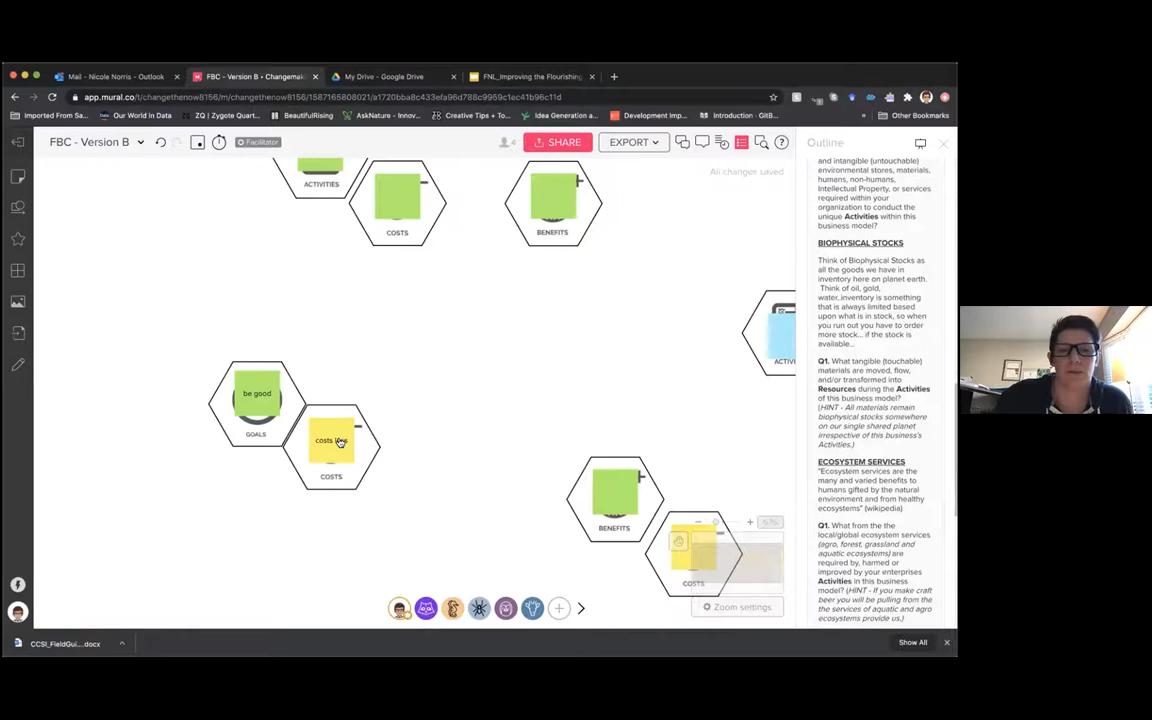 Mail - Nicole Norris - Outlook
FBC - Version B • Changemak
My Drive - Google Drive
FNL_Improving the Flourishing
app.mural.co/t/changethenow8156/m/changethenow8156/1587165808021/a1720bba8c433efa96d788c9959c1ec41b96c11d
Imported From Sa...
Our World in Data
ZQ | Zygote Quart...
BeautifulRising
AskNature - Innov...
Creative Tips + To...
Idea Generation a...
Development Imp...
Introduction · GitB...
Other Bookmarks
FBC - Version B
Facilitator
4
SHARE
EXPORT
All changes saved
ACTIVITIES
COSTS
BENEFITS
ACTIVI
be good
GOALS
costs
COSTS
BENEFITS
COSTS
67%
Zoom settings
Outline
and intangible (untouchable)
environmental stores, materials,
humans, non-humans,
Intellectual Property, or services
required within your
organization to conduct the
unique Activities within this
business model?
BIOPHYSICAL STOCKS
Think of Biophysical Stocks as
all the goods we have in
inventory here on planet earth.
Think of oil, gold,
water..inventory is something
that is always limited based
upon what is in stock, so when
you run out you have to order
more stock... if the stock is
available...
Q1. What tangible (touchable)
materials are moved, flow,
and/or transformed into
Resources during the Activities
of this business model?
(HINT - All materials remain
biophysical stocks somewhere
on our single shared planet
irrespective of this business's
Activities.)
ECOSYSTEM SERVICES
"Ecosystem services are the
many and varied benefits to
humans gifted by the natural
environment and from healthy
ecosystems" (wikipedia)
Q1. What from the the
local/global ecosystem services
(agro, forest, grassland and
aquatic ecosystems) are
required by, harmed or
improved by your enterprises
Activities in this business
model? (HINT - If you make craft
beer you will be pulling from the
the services of aquatic and agro
ecosystems provide us.)
CCSI_FieldGui....docx
Show All